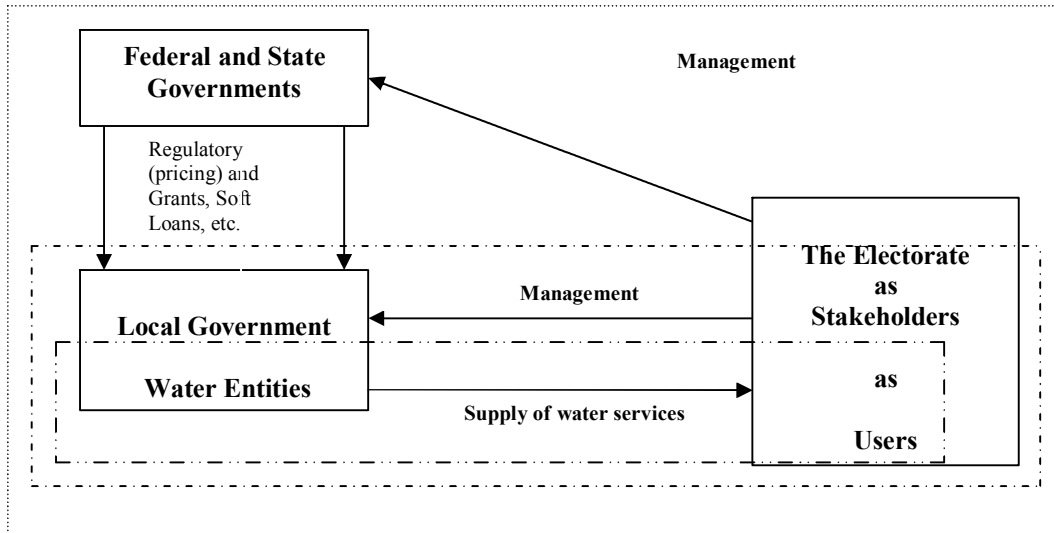 Federal and State
Governments
Management
Regulatory
(pricing) and
Grants, Soft
Loans, etc.
The Electorate
as
Stakeholders
Management
Local Government
Water Entities
as
Supply of water services
Users